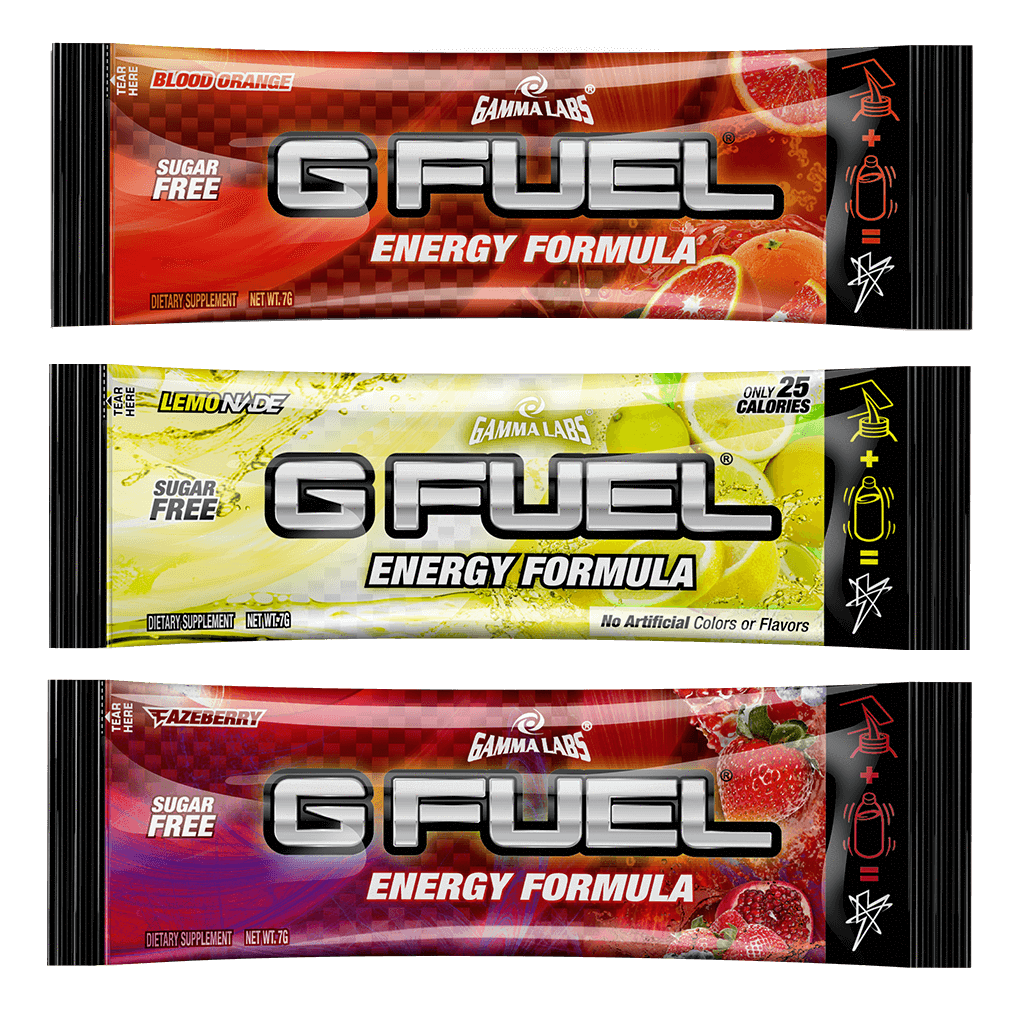 TEAR
HERE
BLOOD ORANGE
GAMMA LABS®
SUGAR
FREE
G FUEL®
ENERGY FORMULA
DIETARY SUPPLEMENT NET WT. 7G
+
=
TEAR
HERE
LEMONADE
ONLY 25
CALORIES
GAMMA LABS®
SUGAR
FREE
G FUEL®
ENERGY FORMULA
DIETARY SUPPLEMENT NET WT. 7G
No Artificial Colors or Flavors
+
=
TEAR
HERE
FAZEBERRY
GAMMA LABS®
SUGAR
FREE
G FUEL®
ENERGY FORMULA
DIETARY SUPPLEMENT NET WT. 7G
+
=